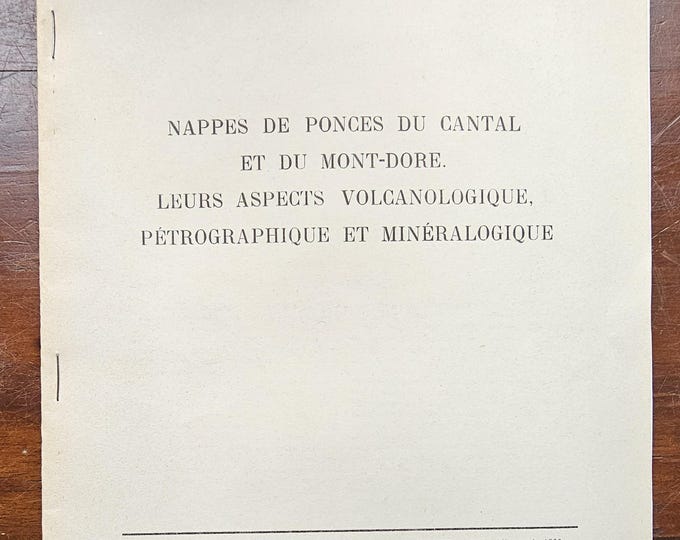 NAPPES DE PONCES DU CANTAL
ET DU MONT-DORE.
LEURS ASPECTS VOLCANOLOGIQUE,
PÉTROGRAPHIQUE ET MINÉRALOGIQUE